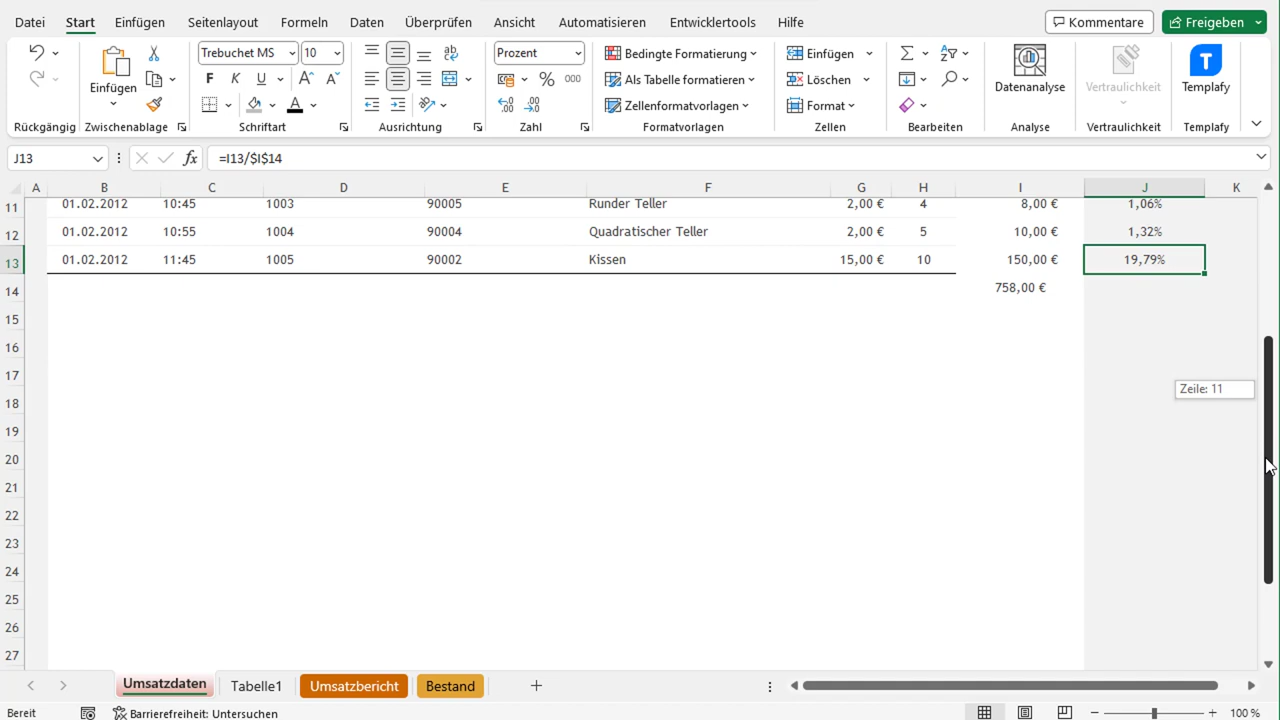 Datei Start Einfügen Seitenlayout Formeln Daten Überprüfen Ansicht Automatisieren Entwicklertools Hilfe Kommentare Freigeben
Trebuchet MS 10 Prozent Bedingte Formatierung Einfügen
Einfügen F K U Als Tabelle formatieren Löschen Datenanalyse Vertraulichkeit Templafy
Zellenformatvorlagen Format
Rückgängig Zwischenablage Schriftart Ausrichtung Zahl Formatvorlagen Zellen Bearbeiten Analyse Vertraulichkeit Templafy
J13 fx =I13/$I$14
A B C D E F G H I J K
11 01.02.2012 10:45 1003 90005 Runder Teller 2,00 € 4 8,00 € 1,06%
12 01.02.2012 10:55 1004 90004 Quadratischer Teller 2,00 € 5 10,00 € 1,32%
13 01.02.2012 11:45 1005 90002 Kissen 15,00 € 10 150,00 € 19,79%
14 758,00 €
15
16
17
Zeile: 11
18
19
20
21
22
23
24
25
26
27
Umsatzdaten Tabelle1 Umsatzbericht Bestand
Bereit Barrierefreiheit: Untersuchen 100 %